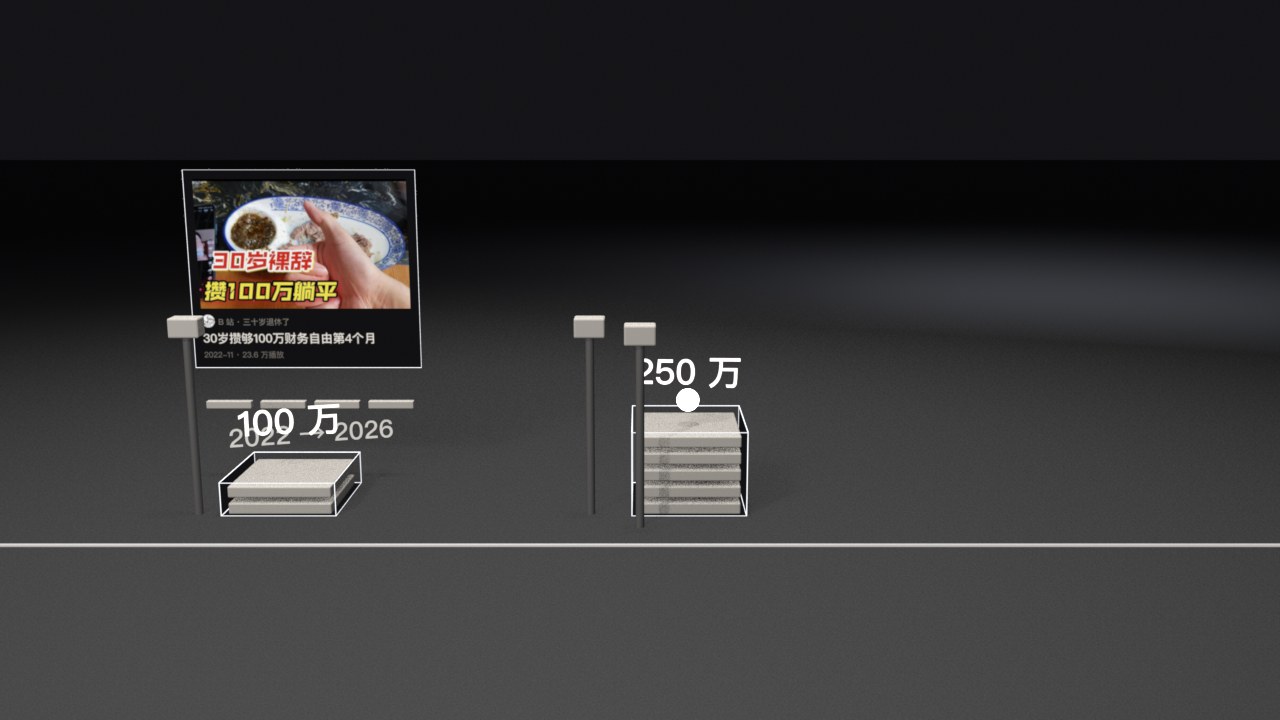 30岁裸辞
攒100万躺平
B 站 · 三十岁退休了
30岁攒够100万财务自由第4个月
2022-11 · 23.6 万播放
100 万
2022 → 2026
250 万